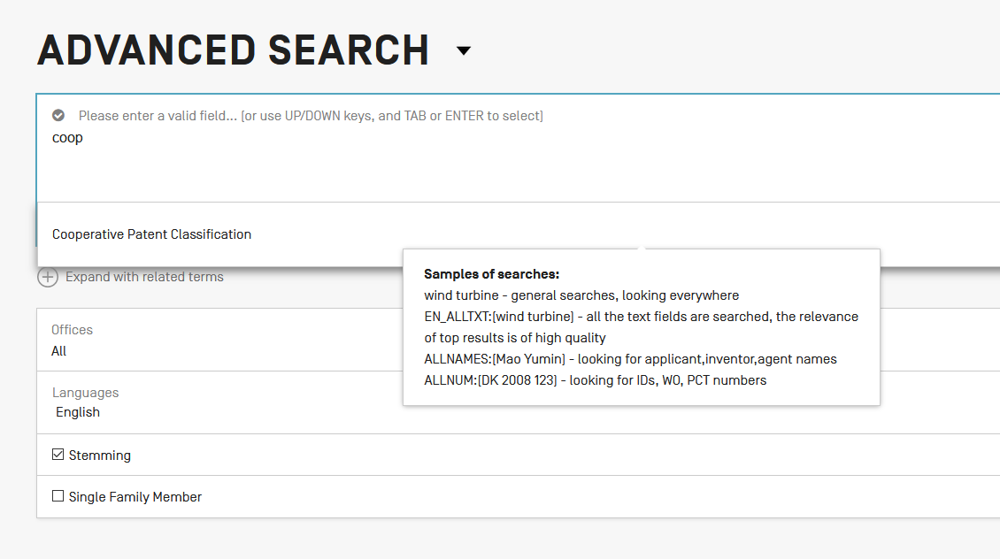 ADVANCED SEARCH
Please enter a valid field... [or use UP/DOWN keys, and TAB or ENTER to select]
coop
Cooperative Patent Classification
Expand with related terms
Samples of searches:
wind turbine - general searches, looking everywhere
EN_ALLTXT:[wind turbine] - all the text fields are searched, the relevance
of top results is of high quality
ALLNAMES:[Mao Yumin] - looking for applicant,inventor,agent names
ALLNUM:[DK 2008 123] - looking for IDs, WO, PCT numbers
Offices
All
Languages
English
Stemming
Single Family Member